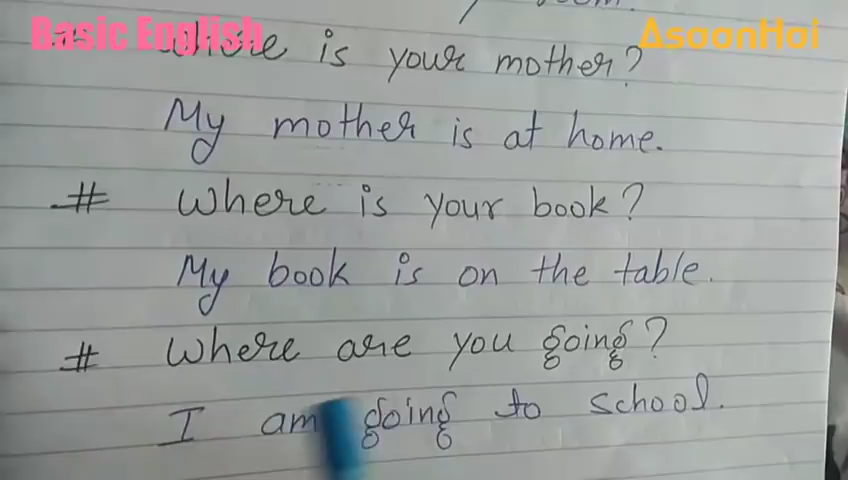 Basic English AsaanHai
# Where is your mother?
My mother is at home.
# Where is your book?
My book is on the table.
# Where are you going?
I am going to school.